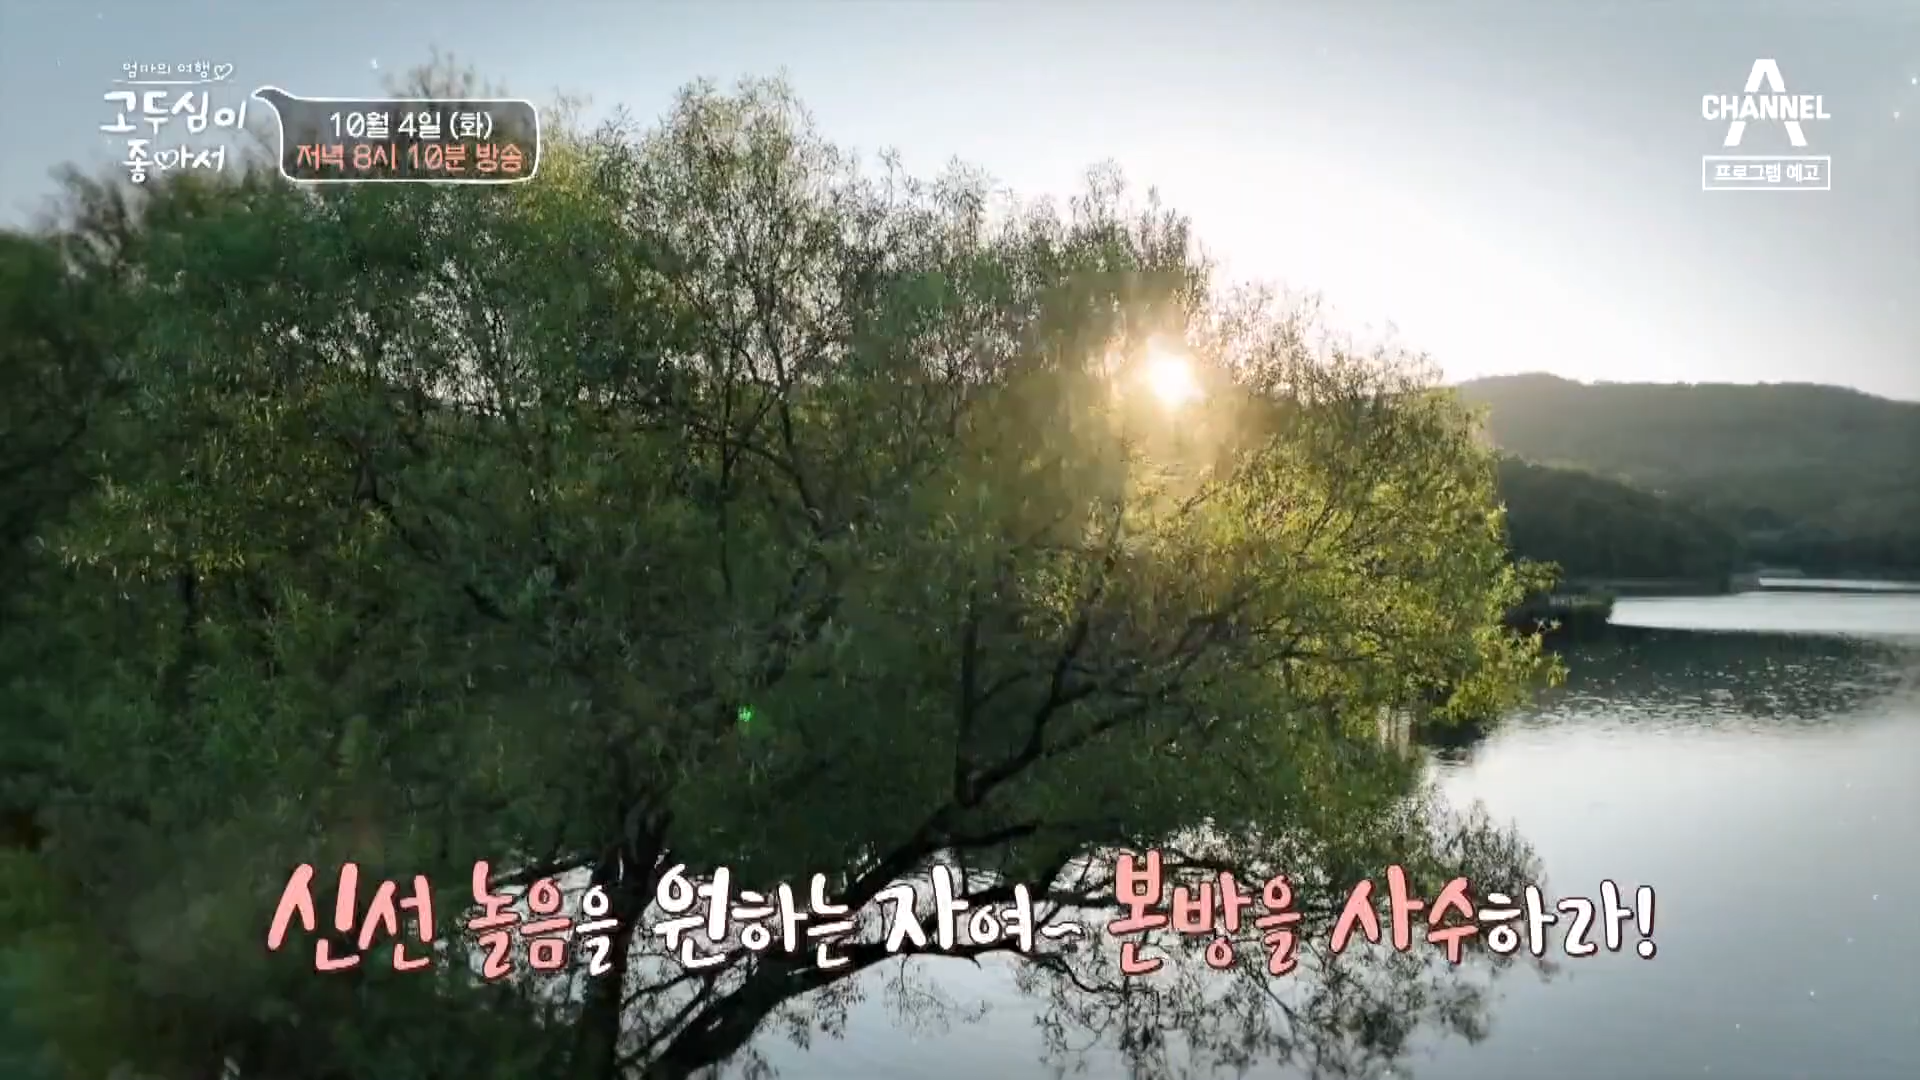 엄마의 여행
고두심이
좋아서
10월 4일 (화)
저녁 8시 10분 방송
CHANNEL A
프로그램 예고
신선 놀음을 원하는 자여~ 본방을 사수하라!